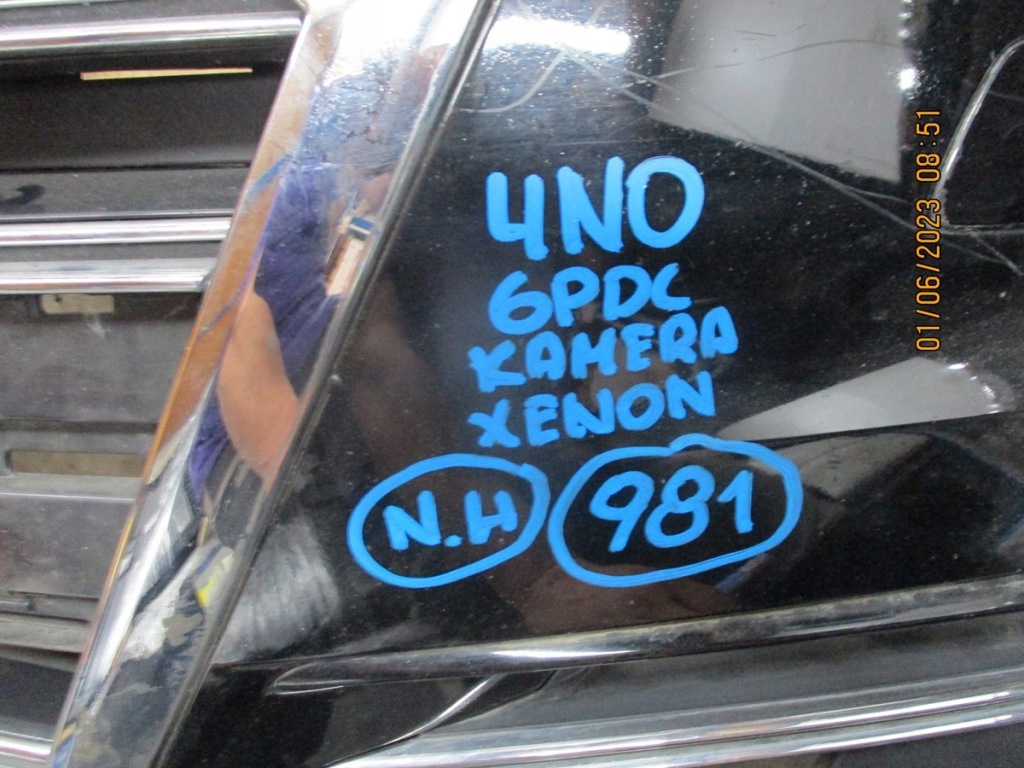 4N0
6PDC
KAMERA
XENON
N.H
981
01/06/2023 08:51